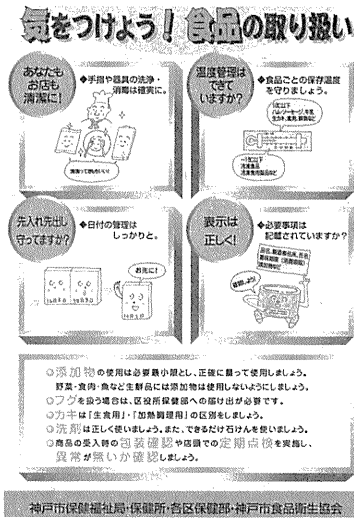 気をつけよう！食品の取り扱い
あなたも
お店も
清潔に！
◆手指や器具の洗浄・
消毒は確実に。
温度管理は
できて
いますか？
◆食品ごとの保存温度
を守りましょう。
先入れ先出し
守ってますか？
◆日付の管理は
しっかりと。
お先に！
表示は
正しく！
◆必要事項は
記載されていますか？
◎添加物の使用は必要最小限とし、正確に量って使用しましょう。
野菜・食肉・魚など生鮮品には添加物は使用しないようにしましょう。
◎フグを扱う場合は、区役所保健部への届け出が必要です。
◎カキは「生食用」・「加熱調理用」の区別をしましょう。
◎洗剤は正しく使いましょう。また、できるだけ石けんを使いましょう。
◎商品の受入時の包装確認や店頭での定期点検を実施し、
異常が無いか確認しましょう。
神戸市保健福祉局・保健所・各区保健部・神戸市食品衛生協会